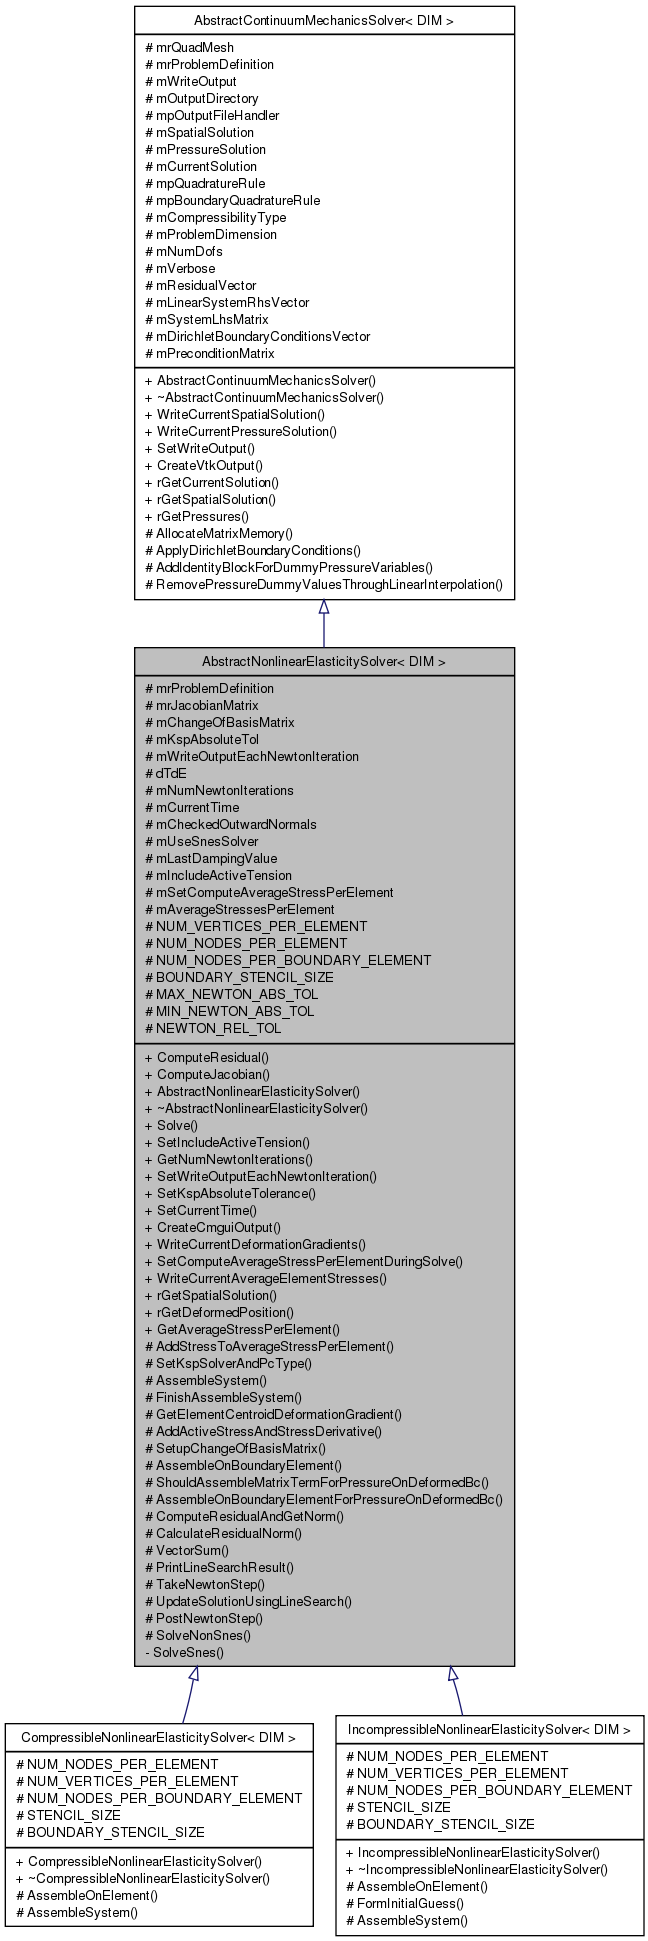 AbstractContinuumMechanicsSolver< DIM >
# mrQuadMesh
# mrProblemDefinition
# mWriteOutput
# mOutputDirectory
# mpOutputFileHandler
# mSpatialSolution
# mPressureSolution
# mCurrentSolution
# mpQuadratureRule
# mpBoundaryQuadratureRule
# mCompressibilityType
# mProblemDimension
# mNumDofs
# mVerbose
# mResidualVector
# mLinearSystemRhsVector
# mSystemLhsMatrix
# mDirichletBoundaryConditionsVector
# mPreconditionMatrix
+ AbstractContinuumMechanicsSolver()
+ ~AbstractContinuumMechanicsSolver()
+ WriteCurrentSpatialSolution()
+ WriteCurrentPressureSolution()
+ SetWriteOutput()
+ CreateVtkOutput()
+ rGetCurrentSolution()
+ rGetSpatialSolution()
+ rGetPressures()
# AllocateMatrixMemory()
# ApplyDirichletBoundaryConditions()
# AddIdentityBlockForDummyPressureVariables()
# RemovePressureDummyValuesThroughLinearInterpolation()
AbstractNonlinearElasticitySolver< DIM >
# mrProblemDefinition
# mrJacobianMatrix
# mChangeOfBasisMatrix
# mKspAbsoluteTol
# mWriteOutputEachNewtonIteration
# dTdE
# mNumNewtonIterations
# mCurrentTime
# mCheckedOutwardNormals
# mUseSnesSolver
# mLastDampingValue
# mIncludeActiveTension
# mSetComputeAverageStressPerElement
# mAverageStressesPerElement
# NUM_VERTICES_PER_ELEMENT
# NUM_NODES_PER_ELEMENT
# NUM_NODES_PER_BOUNDARY_ELEMENT
# BOUNDARY_STENCIL_SIZE
# MAX_NEWTON_ABS_TOL
# MIN_NEWTON_ABS_TOL
# NEWTON_REL_TOL
+ ComputeResidual()
+ ComputeJacobian()
+ AbstractNonlinearElasticitySolver()
+ ~AbstractNonlinearElasticitySolver()
+ Solve()
+ SetIncludeActiveTension()
+ GetNumNewtonIterations()
+ SetWriteOutputEachNewtonIteration()
+ SetKspAbsoluteTolerance()
+ SetCurrentTime()
+ CreateCmguiOutput()
+ WriteCurrentDeformationGradients()
+ SetComputeAverageStressPerElementDuringSolve()
+ WriteCurrentAverageElementStresses()
+ rGetSpatialSolution()
+ rGetDeformedPosition()
+ GetAverageStressPerElement()
# AddStressToAverageStressPerElement()
# SetKspSolverAndPcType()
# AssembleSystem()
# FinishAssembleSystem()
# GetElementCentroidDeformationGradient()
# AddActiveStressAndStressDerivative()
# SetupChangeOfBasisMatrix()
# AssembleOnBoundaryElement()
# ShouldAssembleMatrixTermForPressureOnDeformedBc()
# AssembleOnBoundaryElementForPressureOnDeformedBc()
# ComputeResidualAndGetNorm()
# CalculateResidualNorm()
# VectorSum()
# PrintLineSearchResult()
# TakeNewtonStep()
# UpdateSolutionUsingLineSearch()
# PostNewtonStep()
# SolveNonSnes()
- SolveSnes()
CompressibleNonlinearElasticitySolver< DIM >
# NUM_NODES_PER_ELEMENT
# NUM_VERTICES_PER_ELEMENT
# NUM_NODES_PER_BOUNDARY_ELEMENT
# STENCIL_SIZE
# BOUNDARY_STENCIL_SIZE
+ CompressibleNonlinearElasticitySolver()
+ ~CompressibleNonlinearElasticitySolver()
# AssembleOnElement()
# AssembleSystem()
IncompressibleNonlinearElasticitySolver< DIM >
# NUM_NODES_PER_ELEMENT
# NUM_VERTICES_PER_ELEMENT
# NUM_NODES_PER_BOUNDARY_ELEMENT
# STENCIL_SIZE
# BOUNDARY_STENCIL_SIZE
+ IncompressibleNonlinearElasticitySolver()
+ ~IncompressibleNonlinearElasticitySolver()
# AssembleOnElement()
# FormInitialGuess()
# AssembleSystem()